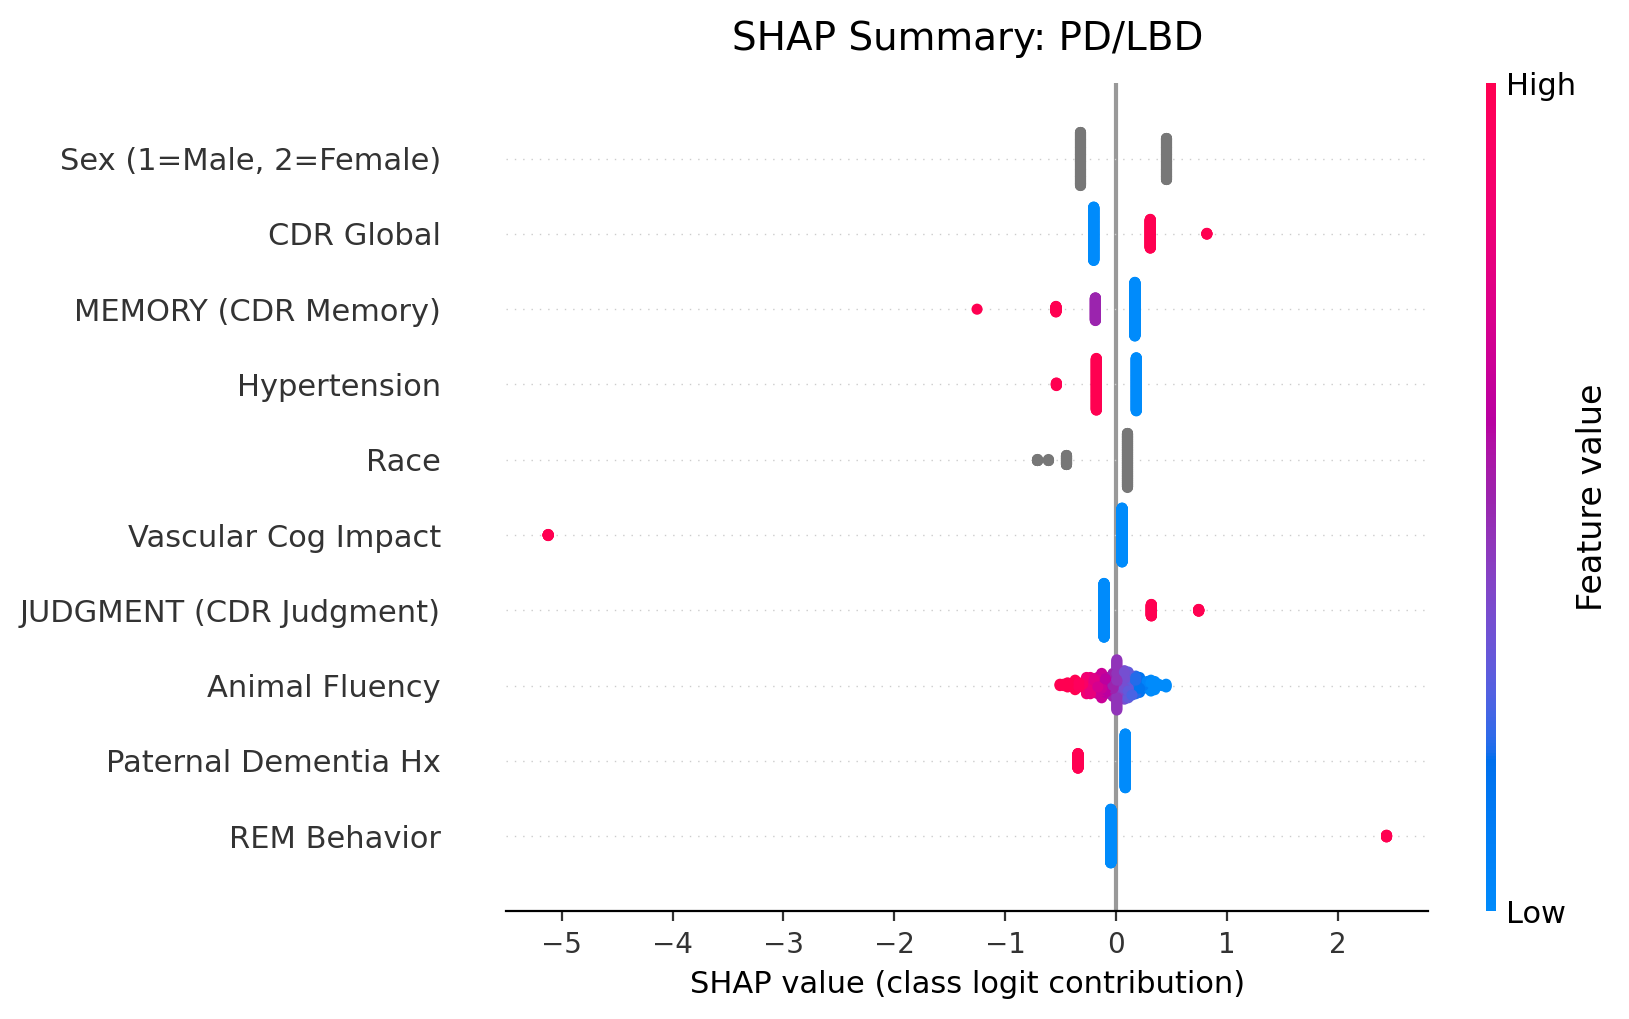 SHAP Summary: PD/LBD
High
Sex (1=Male, 2=Female)
CDR Global
MEMORY (CDR Memory)
Hypertension
Race
Vascular Cog Impact
JUDGMENT (CDR Judgment)
Animal Fluency
Paternal Dementia Hx
REM Behavior
Feature value
Low
−5 −4 −3 −2 −1 0 1 2
SHAP value (class logit contribution)